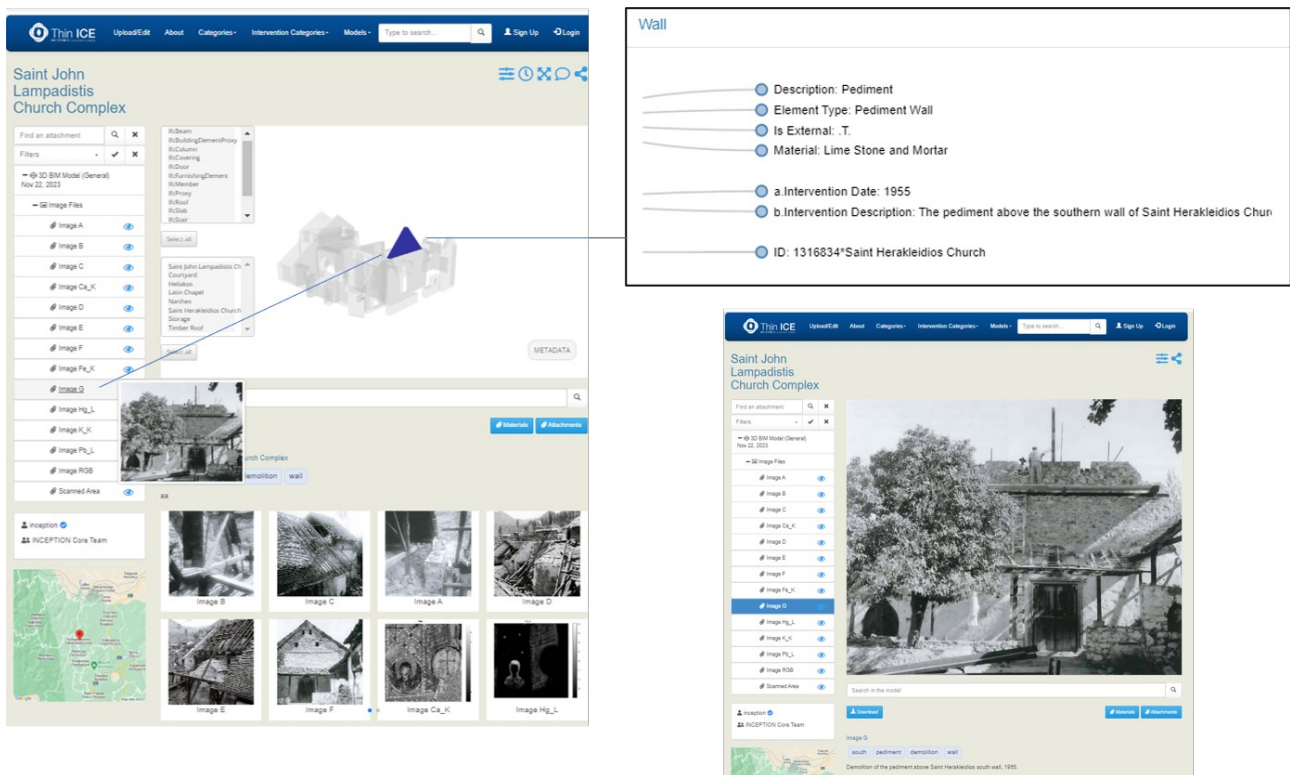 Thin ICE
Upload/Edit About Categories Intervention Categories Models Type to search... Sign Up Login
Saint John
Lampadistis
Church Complex
Find an attachment
Filters
3D BIM Model (General)
Nov 22, 2023
Image Files
Image A
Image B
Image C
Image Ca_K
Image D
Image E
Image F
Image Fe_K
Image G
Image Hg_L
Image K_K
Image Pb_L
Image RGB
Scanned Area
inception
INCEPTION Core Team
IfcBeam
IfcColumn
IfcCovering
IfcDoor
IfcMember
IfcProxy
IfcRoof
IfcSlab
IfcStair
Select all
Saint John Lampadistis Ch
Courtyard
Heliakos
Latin Chapel
Narthex
Saint Herakleidios Church
Storage
Timber Roof
Select all
METADATA
Materials Attachments
urch Complex
emolition wall
aa
Image B Image C Image A Image D
Image E Image F Image Ca_K Image Hg_L
Wall
Description: Pediment
Element Type: Pediment Wall
Is External: .T.
Material: Lime Stone and Mortar
a.Intervention Date: 1955
b.Intervention Description: The pediment above the southern wall of Saint Herakleidios Chur
ID: 1316834*Saint Herakleidios Church
Thin ICE
Upload/Edit About Categories Intervention Categories Models Type to search... Sign Up Login
Saint John
Lampadistis
Church Complex
Find an attachment
Filters
3D BIM Model (General)
Nov 22, 2023
Image Files
Image A
Image B
Image C
Image Ca_K
Image D
Image E
Image F
Image Fe_K
Image G
Image Hg_L
Image K_K
Image Pb_L
Image RGB
Scanned Area
inception
INCEPTION Core Team
Search in the model
Download Materials Attachments
Image G
south pediment demolition wall
Demolition of the pediment above Saint Herakleidios south wall, 1955.